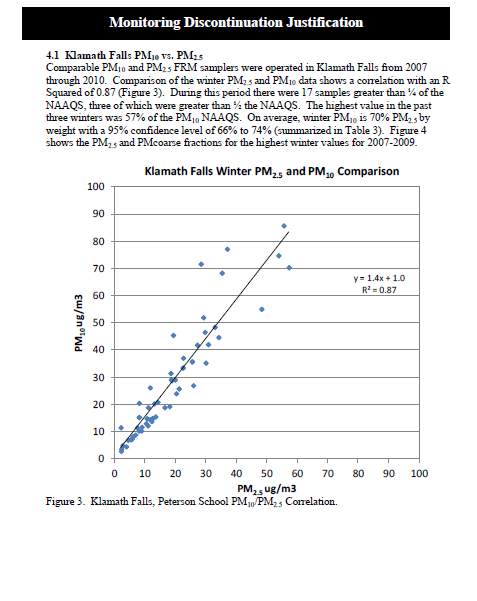 Monitoring Discontinuation Justification
4.1 Klamath Falls PM10 vs. PM2.5
Comparable PM10 and PM2.5 FRM samplers were operated in Klamath Falls from 2007
through 2010. Comparison of the winter PM2.5 and PM10 data shows a correlation with an R
Squared of 0.87 (Figure 3). During this period there were 17 samples greater than ¼ of the
NAAQS, three of which were greater than ½ the NAAQS. The highest value in the past
three winters was 57% of the PM10 NAAQS. On average, winter PM10 is 70% PM2.5 by
weight with a 95% confidence level of 66% to 74% (summarized in Table 3). Figure 4
shows the PM2.5 and PMcoarse fractions for the highest winter values for 2007-2009.
Klamath Falls Winter PM2.5 and PM10 Comparison
100
90
80
70
60
50
40
30
20
10
0
PM10 ug/m3
y = 1.4x + 1.0
R² = 0.87
0 10 20 30 40 50 60 70 80 90 100
PM2.5 ug/m3
Figure 3. Klamath Falls, Peterson School PM10/PM2.5 Correlation.